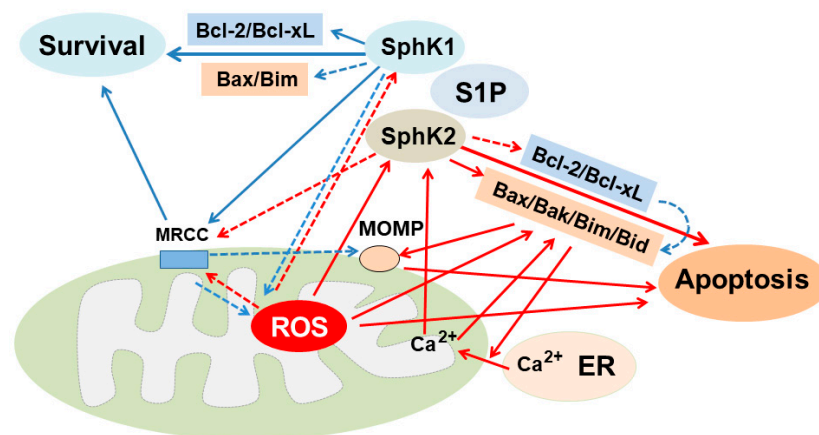 Bcl-2/Bcl-xL
Survival
SphK1
Bax/Bim
S1P
SphK2
Bcl-2/Bcl-xL
Bax/Bak/Bim/Bid
MRCC
MOMP
Apoptosis
ROS
Ca²⁺
Ca²⁺ ER